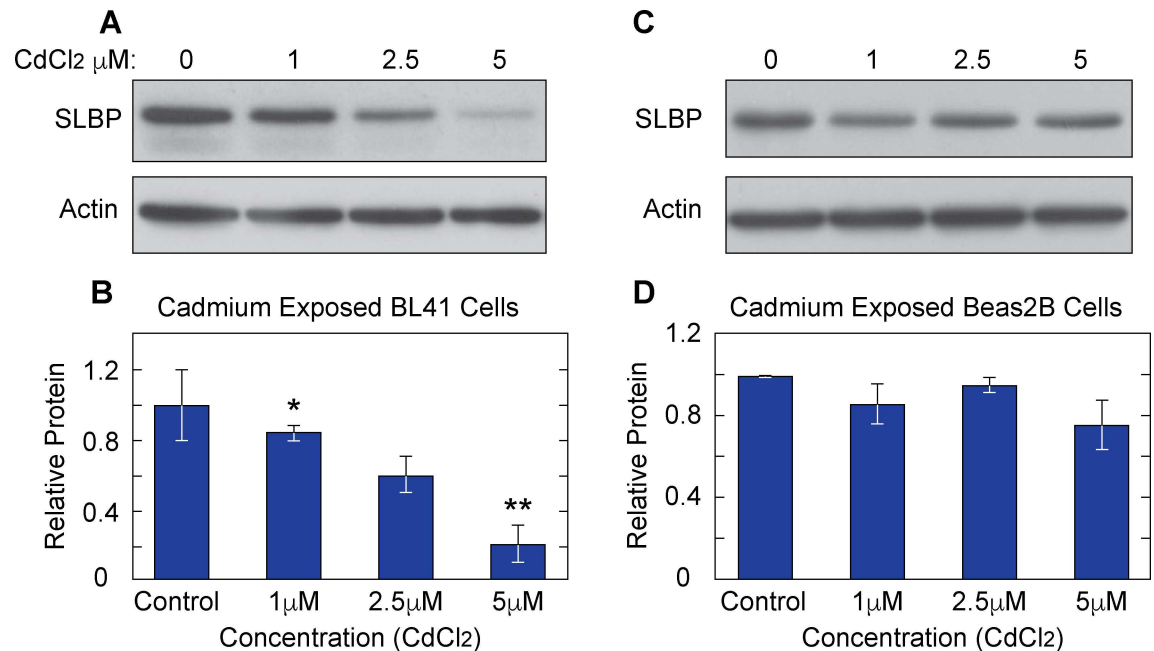 A
CdCl2 μM: 0 1 2.5 5
SLBP
Actin
B
Cadmium Exposed BL41 Cells
Relative Protein
1.2
0.8
0.4
0
*
**
Control 1μM 2.5μM 5μM
Concentration (CdCl2)
C
0 1 2.5 5
SLBP
Actin
D
Cadmium Exposed Beas2B Cells
Relative Protein
1.2
0.8
0.4
0
Control 1μM 2.5μM 5μM
Concentration (CdCl2)